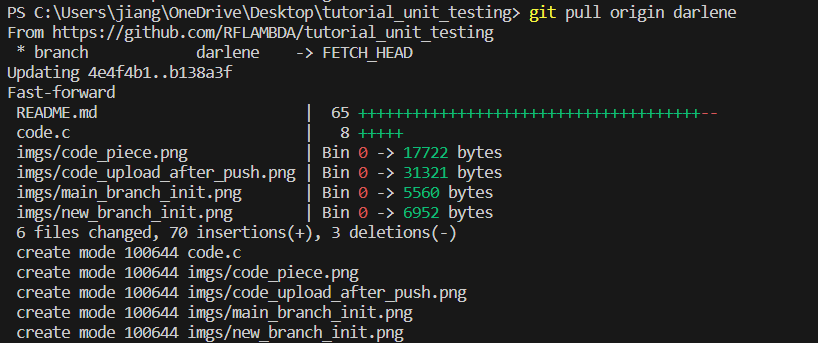 PS C:\Users\jiang\OneDrive\Desktop\tutorial_unit_testing> git pull origin darlene
From https://github.com/RFLAMBDA/tutorial_unit_testing
 * branch            darlene    -> FETCH_HEAD
Updating 4e4f4b1..b138a3f
Fast-forward
 README.md                      |  65 +++++++++++++++++++++++++++++++++++++--
 code.c                         |   8 +++++
 imgs/code_piece.png            | Bin 0 -> 17722 bytes
 imgs/code_upload_after_push.png | Bin 0 -> 31321 bytes
 imgs/main_branch_init.png      | Bin 0 -> 5560 bytes
 imgs/new_branch_init.png       | Bin 0 -> 6952 bytes
 6 files changed, 70 insertions(+), 3 deletions(-)
 create mode 100644 code.c
 create mode 100644 imgs/code_piece.png
 create mode 100644 imgs/code_upload_after_push.png
 create mode 100644 imgs/main_branch_init.png
 create mode 100644 imgs/new_branch_init.png